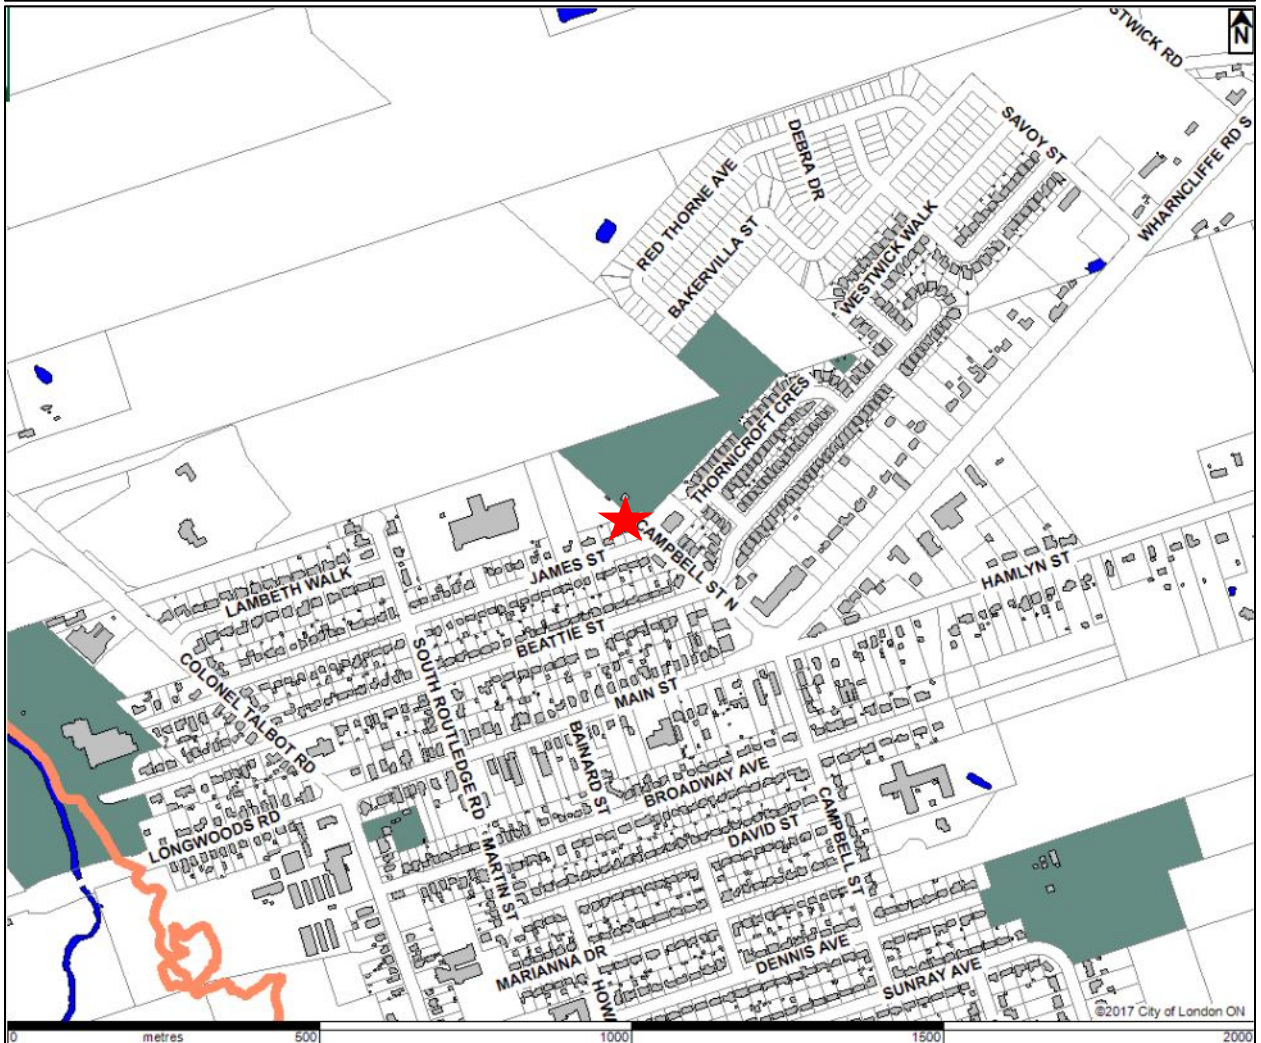 STWICK RD
N
SAVOY ST
DEBRA DR
WHARNCLIFFE RD S
RED THORNE AVE
WESTWICK WALK
BAKERVILLA ST
THORNICROFT CRES
CAMPBELL ST N
JAMES ST
HAMLYN ST
LAMBETH WALK
BEATTIE ST
SOUTH ROUTLEDGE RD
COLONEL TALBOT RD
MAIN ST
BAINARD ST
BROADWAY AVE
CAMPBELL ST
DAVID ST
LONGWOODS RD
MARTIN ST
MARIANNA DR
DENNIS AVE
SUNRAY AVE
HOWA
©2017 City of London ON
0 metres 500 1000 1500 2000